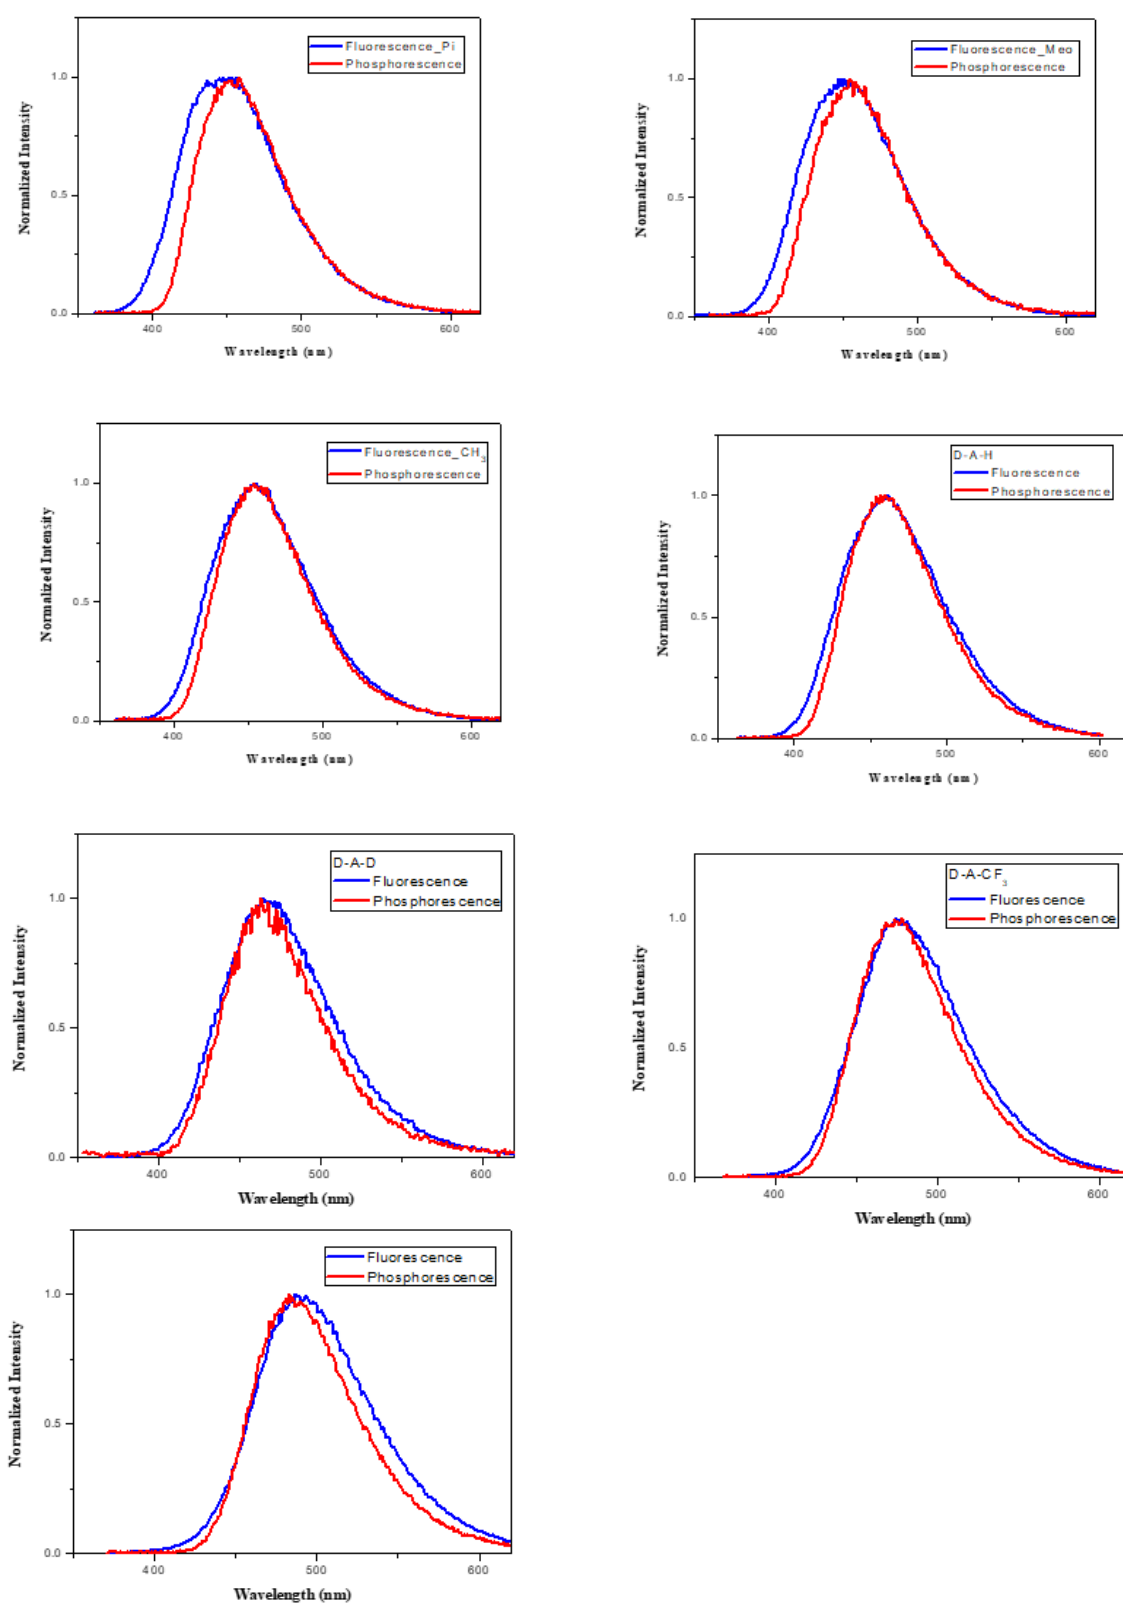 Fluorescence_Pi
Phosphorescence
1.0
0.5
0.0
400
500
600
Normalized Intensity
Wavelength (nm)
Fluorescence_Meo
Phosphorescence
1.0
0.5
0.0
400
500
600
Normalized Intensity
Wavelength (nm)
Fluorescence_CH₃
Phosphorescence
1.0
0.5
0.0
400
500
600
Normalized Intensity
Wavelength (nm)
D-A-H
Fluorescence
Phosphorescence
1.0
0.5
0.0
400
500
600
Normalized Intensity
Wavelength (nm)
D-A-D
Fluorescence
Phosphorescence
1.0
0.5
0.0
400
500
600
Normalized Intensity
Wavelength (nm)
D-A-CF₃
Fluorescence
Phosphorescence
1.0
0.5
0.0
400
500
600
Normalized Intensity
Wavelength (nm)
Fluorescence
Phosphorescence
1.0
0.5
0.0
400
500
600
Normalized Intensity
Wavelength (nm)